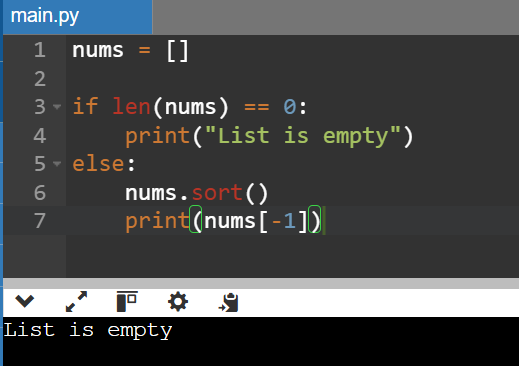 main.py
1 nums = []
2
3 if len(nums) == 0:
4     print("List is empty")
5 else:
6     nums.sort()
7     print(nums[-1])
List is empty